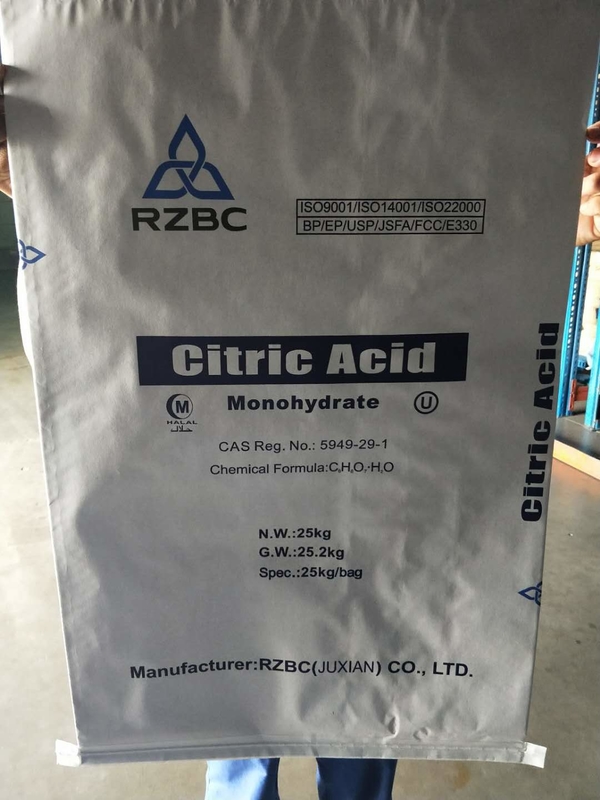 RZBC
ISO9001/ISO14001/ISO22000
BP/EP/USP/JSFA/FCC/E330
Citric Acid
M
Monohydrate
U
HALAL
حلال
CAS Reg. No.: 5949-29-1
Chemical Formula:C₆H₈O₇·H₂O
N.W.:25kg
G.W.:25.2kg
Spec.:25kg/bag
Manufacturer:RZBC(JUXIAN) CO., LTD.
Citric Acid